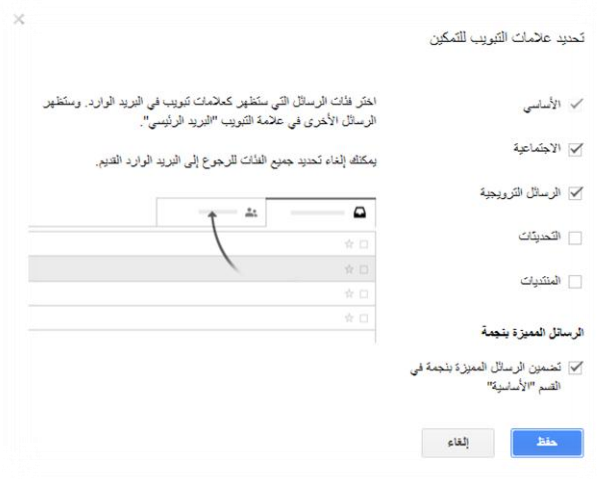 تحديد علامات التبويب للتمكين
الأساسي
الاجتماعية
الرسائل الترويجية
التحديثات
المنتديات
الرسائل المميزة بنجمة
تضمين الرسائل المميزة بنجمة في
القسم "الأساسية"
اختر فئات الرسائل التي ستظهر كعلامات تبويب في البريد الوارد. وستظهر
الرسائل الأخرى في علامة التبويب "البريد الرئيسي".
يمكنك إلغاء تحديد جميع الفئات للرجوع إلى البريد الوارد القديم.
حفظ
إلغاء